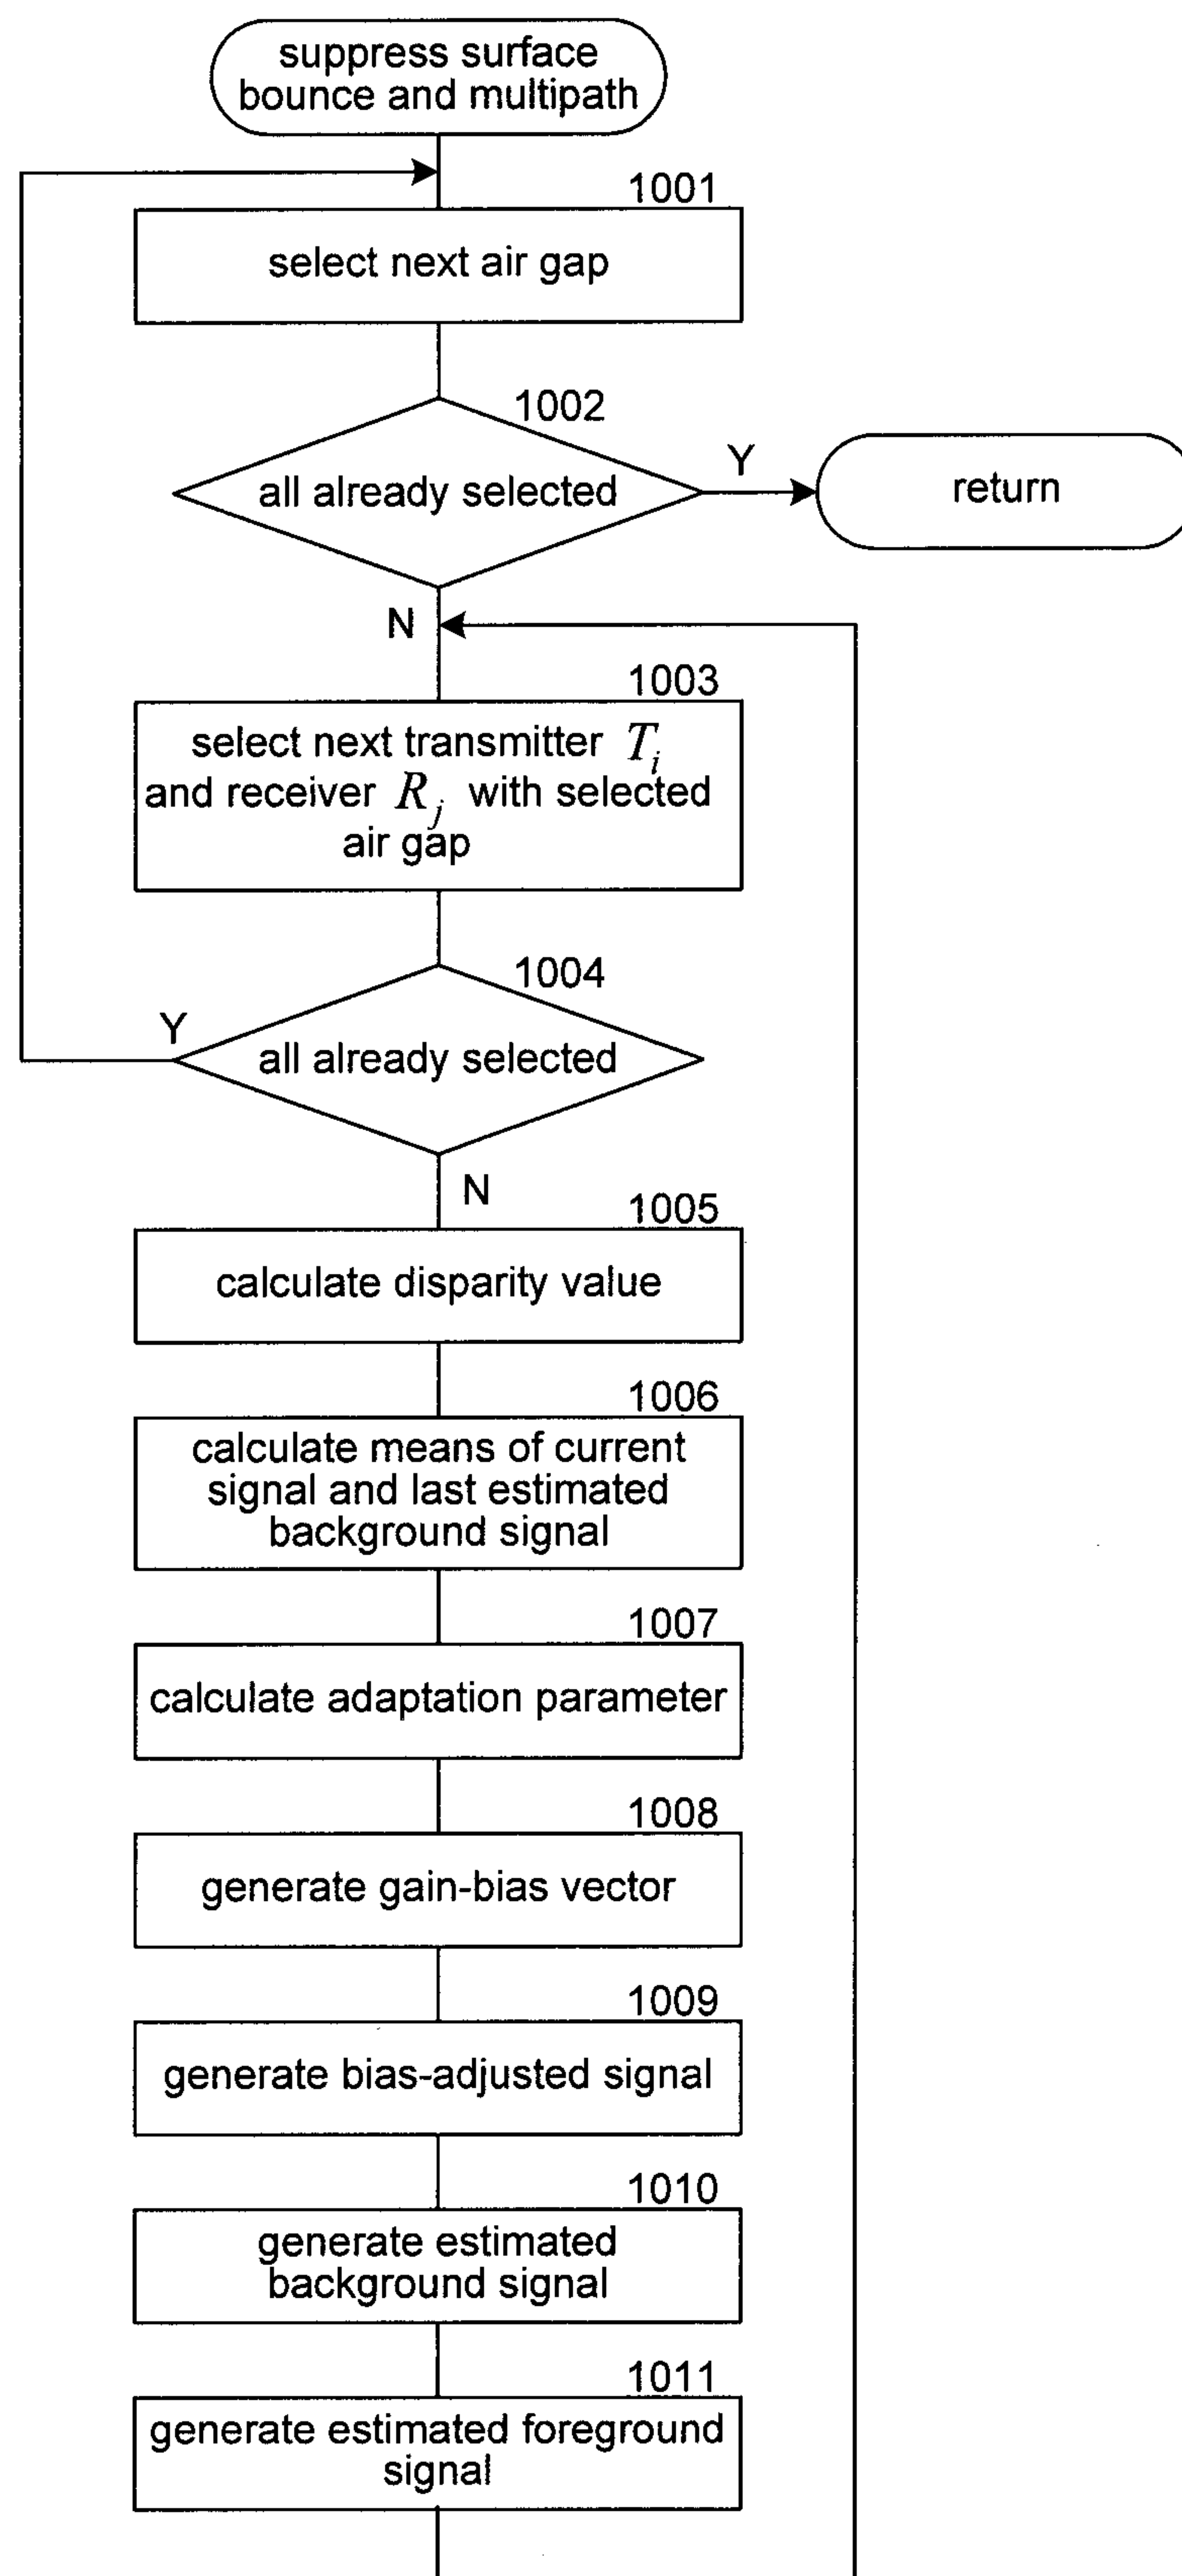 suppress surface
bounce and multipath
1001
select next air gap
1002
all already selected
Y
return
N
1003
select next transmitter T_i
and receiver R_j with selected
air gap
1004
Y
all already selected
N
1005
calculate disparity value
1006
calculate means of current
signal and last estimated
background signal
1007
calculate adaptation parameter
1008
generate gain-bias vector
1009
generate bias-adjusted signal
1010
generate estimated
background signal
1011
generate estimated foreground
signal